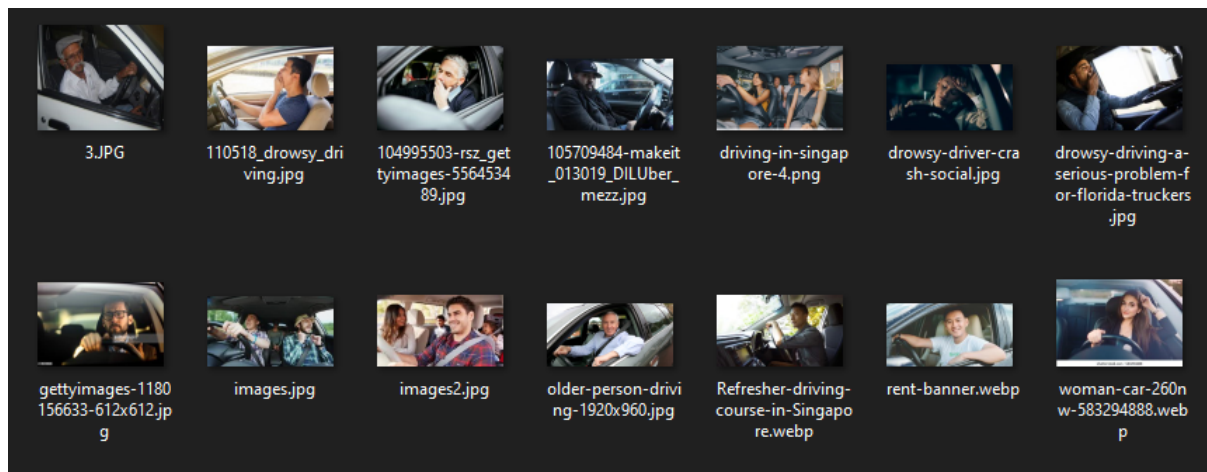 3.JPG
110518_drowsy_dri
ving.jpg
104995503-rsz_get
tyimages-5564534
89.jpg
105709484-makeit
_013019_DILUber_
mezz.jpg
driving-in-singap
ore-4.png
drowsy-driver-cra
sh-social.jpg
drowsy-driving-a-
serious-problem-f
or-florida-truckers
.jpg
gettyimages-1180
156633-612x612.jp
g
images.jpg
images2.jpg
older-person-drivi
ng-1920x960.jpg
Refresher-driving-
course-in-Singapo
re.webp
rent-banner.webp
woman-car-260n
w-583294888.web
p